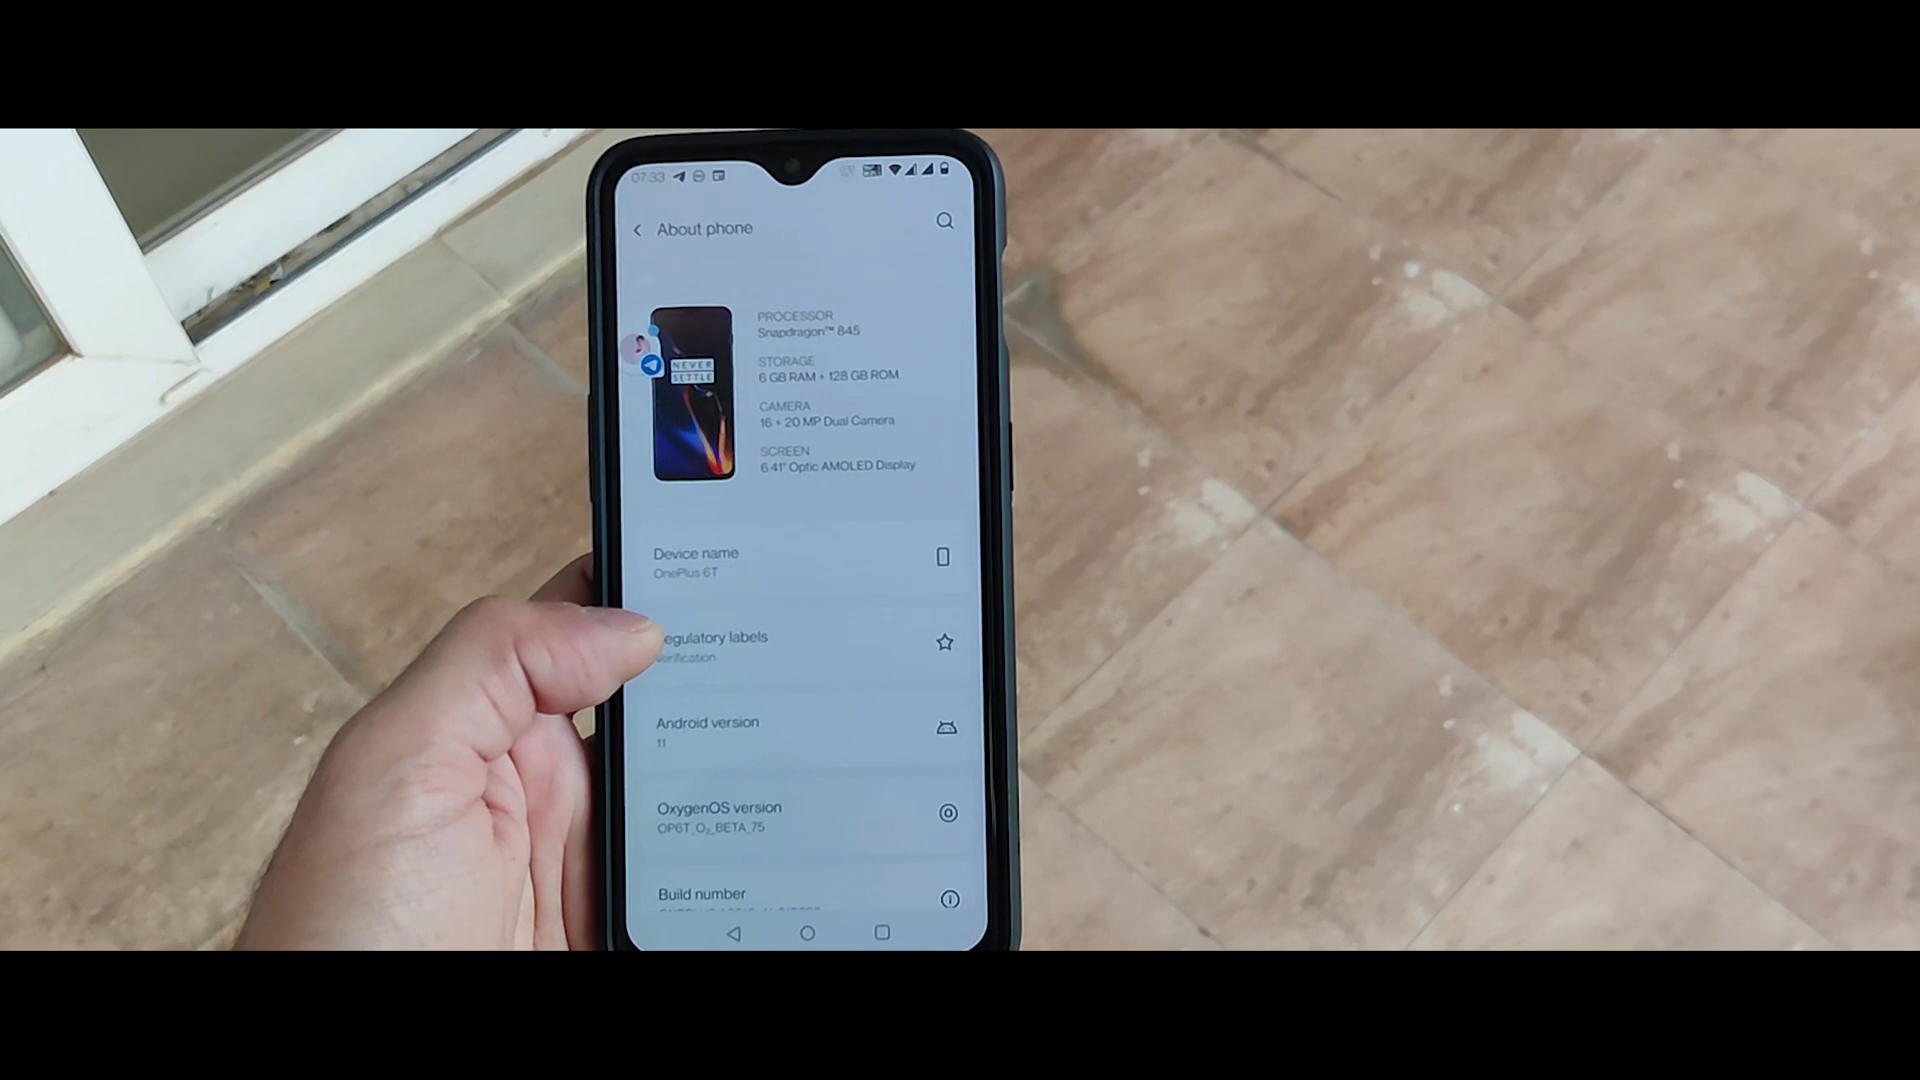 07:33
About phone
PROCESSOR
Snapdragon™ 845
STORAGE
6 GB RAM + 128 GB ROM
CAMERA
16 + 20 MP Dual Camera
SCREEN
6.41" Optic AMOLED Display
NEVER
SETTLE
Device name
OnePlus 6T
egulatory labels
verification
Android version
11
OxygenOS version
OP6T_O₂_BETA_75
Build number